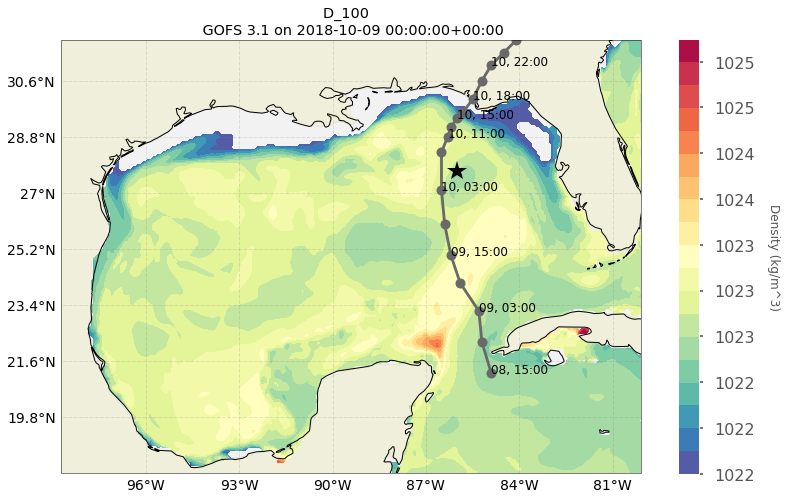 D_100
GOFS 3.1 on 2018-10-09 00:00:00+00:00
30.6°N
28.8°N
27°N
25.2°N
23.4°N
21.6°N
19.8°N
96°W
93°W
90°W
87°W
84°W
81°W
10, 22:00
10, 18:00
10, 15:00
10, 11:00
10, 03:00
09, 15:00
09, 03:00
08, 15:00
1025
1025
1024
1024
1023
1023
1023
1022
1022
1022
Density (kg/m^3)